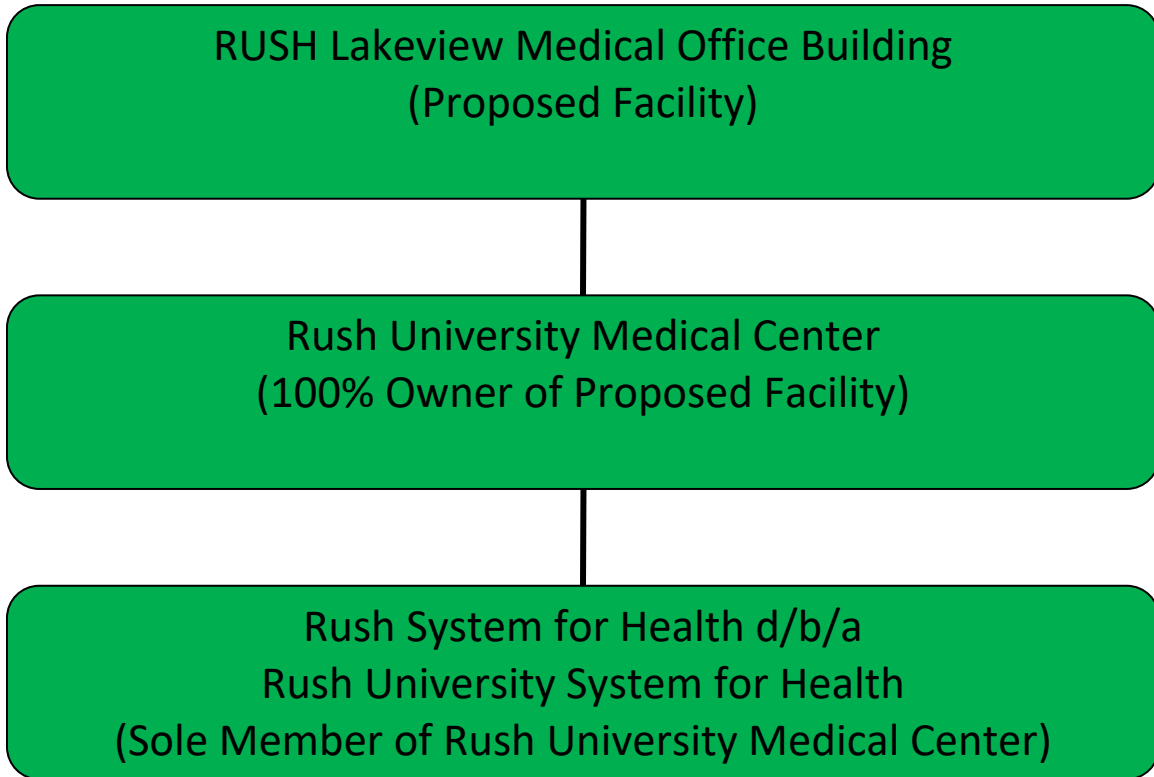 RUSH Lakeview Medical Office Building
(Proposed Facility)
Rush University Medical Center
(100% Owner of Proposed Facility)
Rush System for Health d/b/a
Rush University System for Health
(Sole Member of Rush University Medical Center)